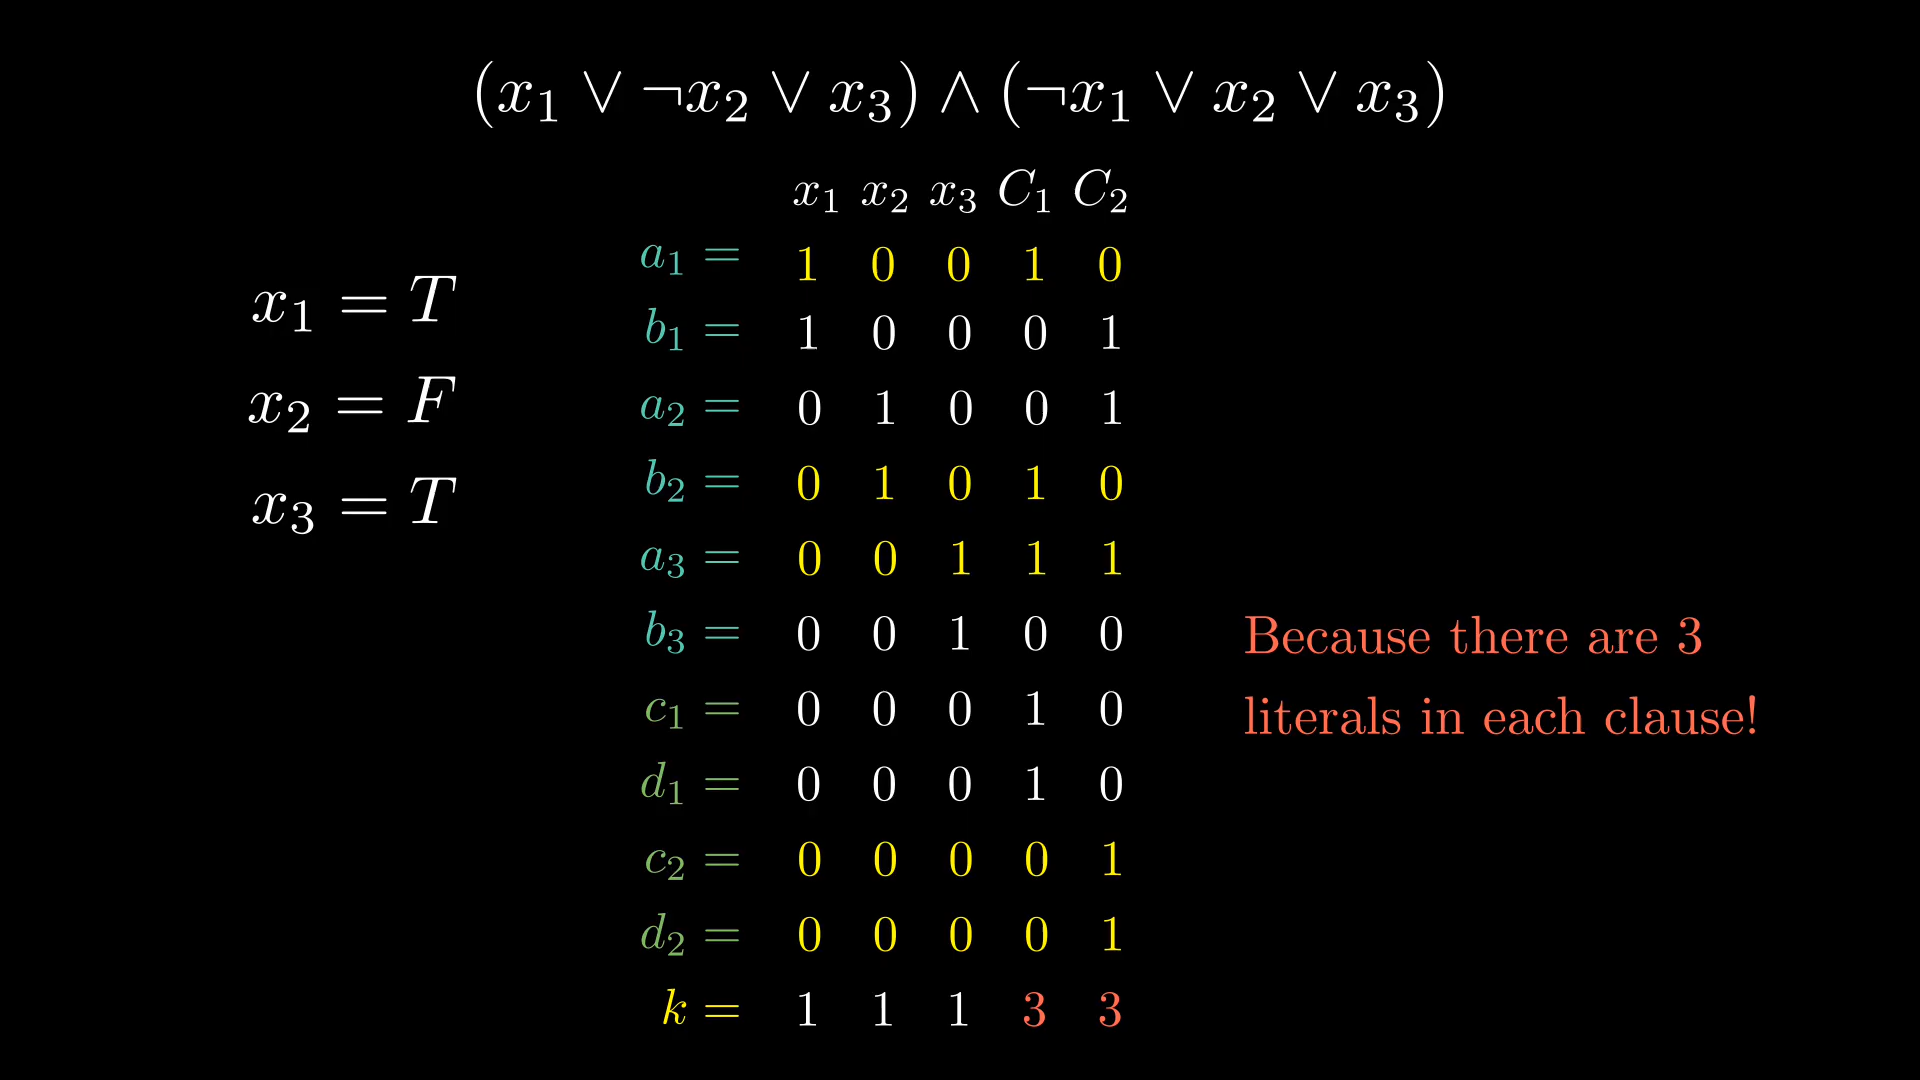 (x₁ ∨ ¬x₂ ∨ x₃) ∧ (¬x₁ ∨ x₂ ∨ x₃)
x₁ x₂ x₃ C₁ C₂
a₁ = 1 0 0 1 0
x₁ = T
b₁ = 1 0 0 0 1
x₂ = F
a₂ = 0 1 0 0 1
b₂ = 0 1 0 1 0
x₃ = T
a₃ = 0 0 1 1 1
b₃ = 0 0 1 0 0
Because there are 3
c₁ = 0 0 0 1 0
literals in each clause!
d₁ = 0 0 0 1 0
c₂ = 0 0 0 0 1
d₂ = 0 0 0 0 1
k = 1 1 1 3 3